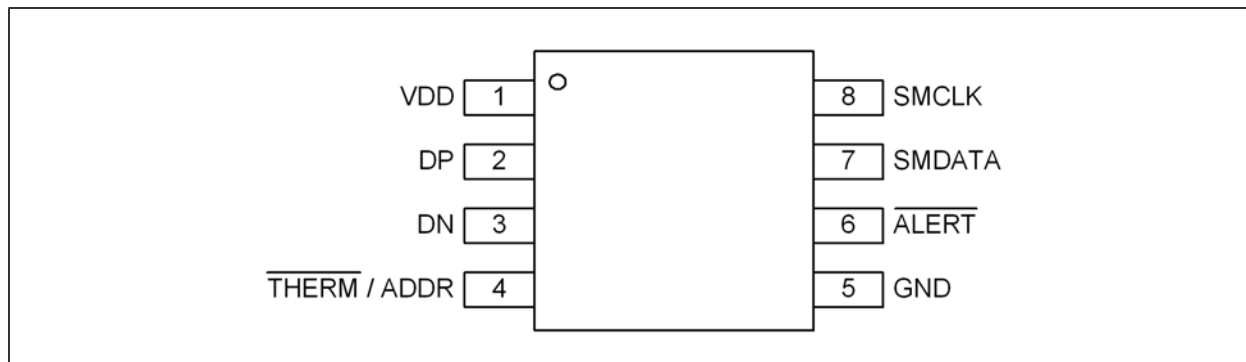 VDD 1 8 SMCLK
DP 2 7 SMDATA
DN 3 6 ALERT
THERM / ADDR 4 5 GND